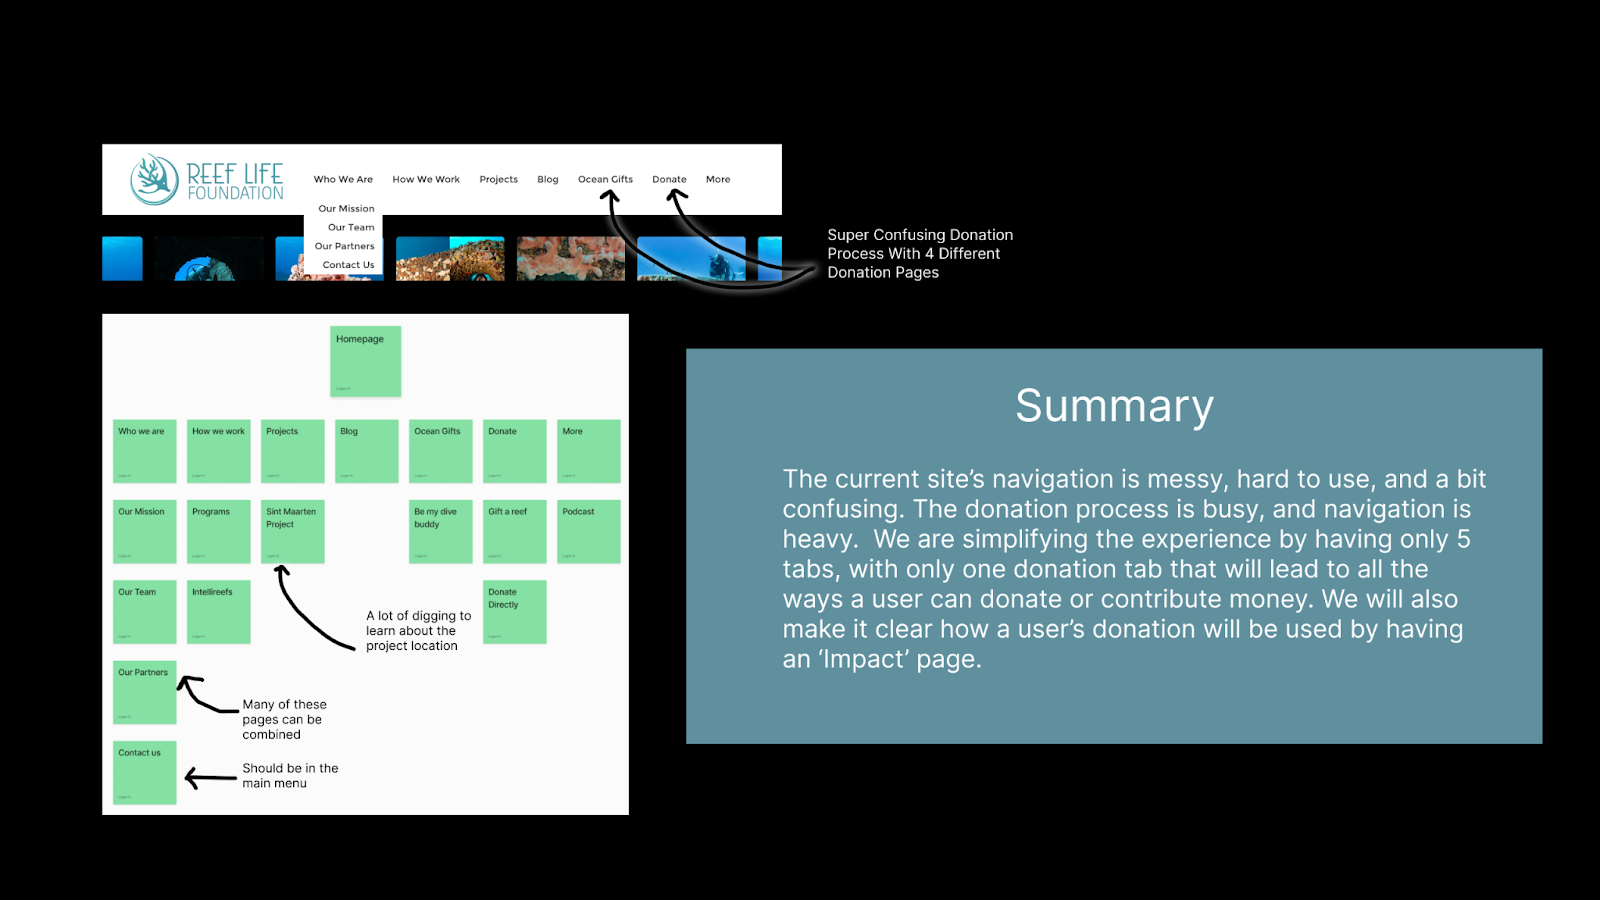 REEF LIFE
FOUNDATION
Who We Are
How We Work
Projects
Blog
Ocean Gifts
Donate
More
Our Mission
Our Team
Our Partners
Contact Us
Super Confusing Donation
Process With 4 Different
Donation Pages
Homepage
Who we are
How we work
Projects
Blog
Ocean Gifts
Donate
More
Our Mission
Programs
Sint Maarten
Project
Be my dive
buddy
Gift a reef
Podcast
Our Team
Intellireefs
Donate
Directly
A lot of digging to
learn about the
project location
Our Partners
Many of these
pages can be
combined
Contact us
Should be in the
main menu
Summary
The current site’s navigation is messy, hard to use, and a bit
confusing. The donation process is busy, and navigation is
heavy.  We are simplifying the experience by having only 5
tabs, with only one donation tab that will lead to all the
ways a user can donate or contribute money. We will also
make it clear how a user’s donation will be used by having
an ‘Impact’ page.